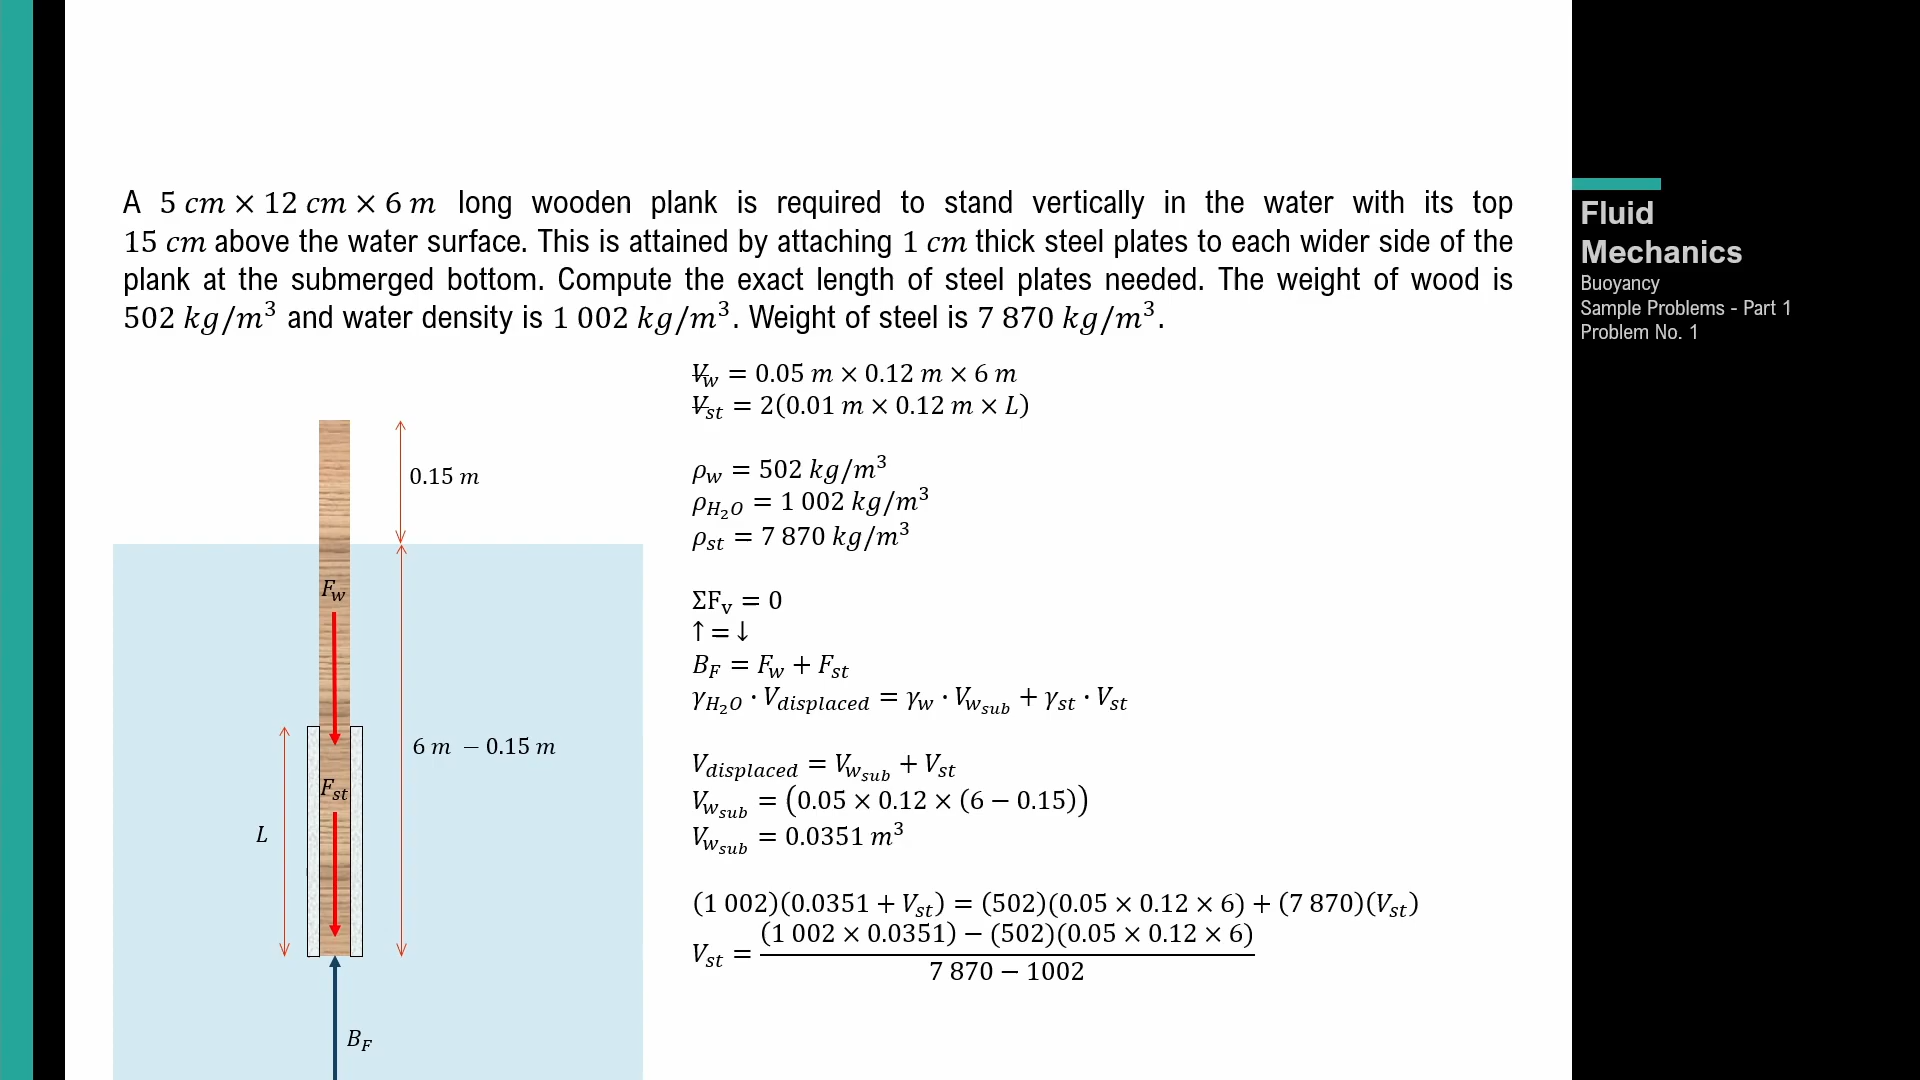 A 5 cm × 12 cm × 6 m long wooden plank is required to stand vertically in the water with its top
15 cm above the water surface. This is attained by attaching 1 cm thick steel plates to each wider side of the
plank at the submerged bottom. Compute the exact length of steel plates needed. The weight of wood is
502 kg/m³ and water density is 1 002 kg/m³. Weight of steel is 7 870 kg/m³.
Fluid
Mechanics
Buoyancy
Sample Problems - Part 1
Problem No. 1
V_w = 0.05 m × 0.12 m × 6 m
V_st = 2(0.01 m × 0.12 m × L)
ρ_w = 502 kg/m³
ρ_H₂O = 1 002 kg/m³
ρ_st = 7 870 kg/m³
ΣF_v = 0
↑ = ↓
B_F = F_w + F_st
γ_H₂O · V_displaced = γ_w · V_w_sub + γ_st · V_st
V_displaced = V_w_sub + V_st
V_w_sub = (0.05 × 0.12 × (6 − 0.15))
V_w_sub = 0.0351 m³
(1 002)(0.0351 + V_st) = (502)(0.05 × 0.12 × 6) + (7 870)(V_st)
V_st = (1 002 × 0.0351) − (502)(0.05 × 0.12 × 6)
7 870 − 1002
0.15 m
F_w
6 m − 0.15 m
F_st
L
B_F